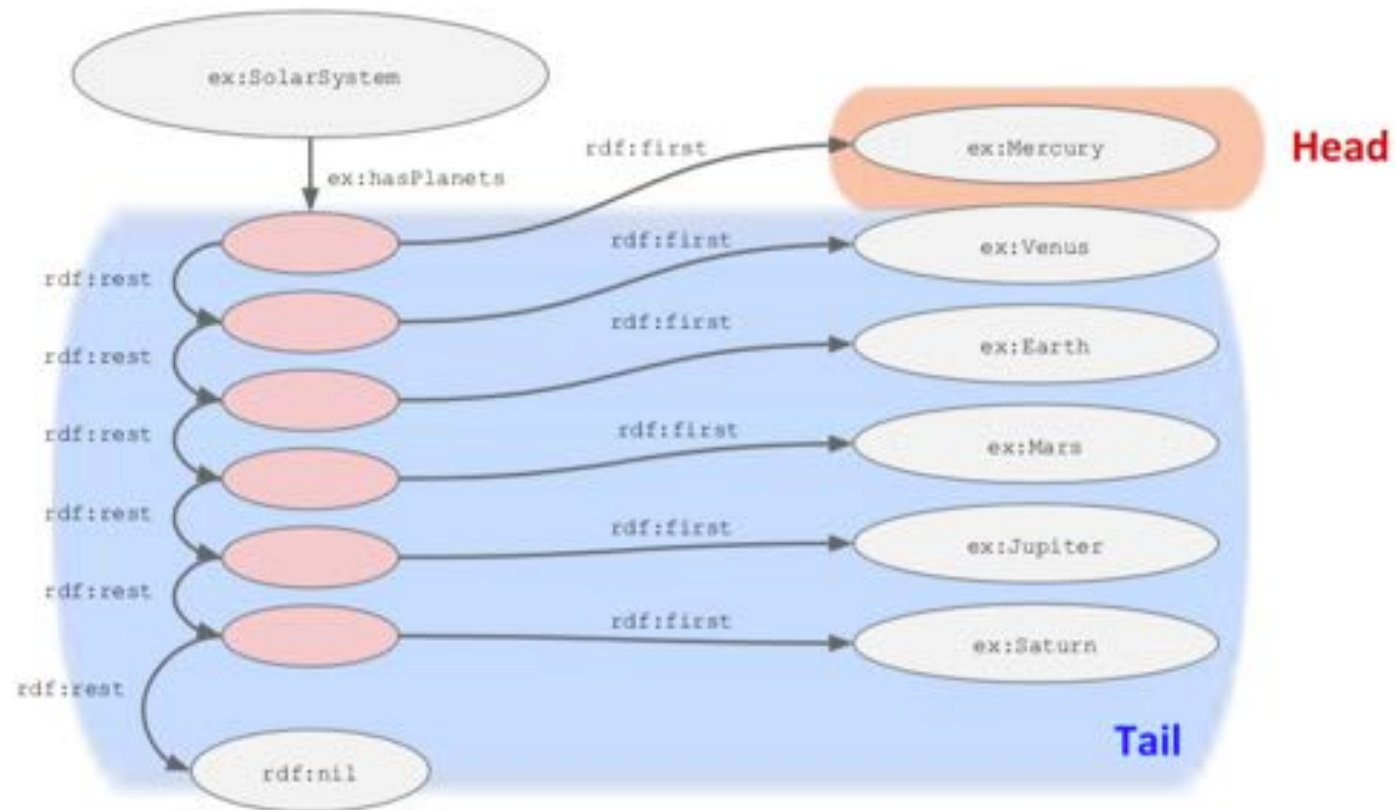 ex:SolarSystem
ex:hasPlanets
rdf:first
ex:Mercury
Head
rdf:rest
rdf:first
ex:Venus
rdf:rest
rdf:first
ex:Earth
rdf:rest
rdf:first
ex:Mars
rdf:rest
rdf:first
ex:Jupiter
rdf:rest
rdf:first
ex:Saturn
rdf:rest
Tail
rdf:nil